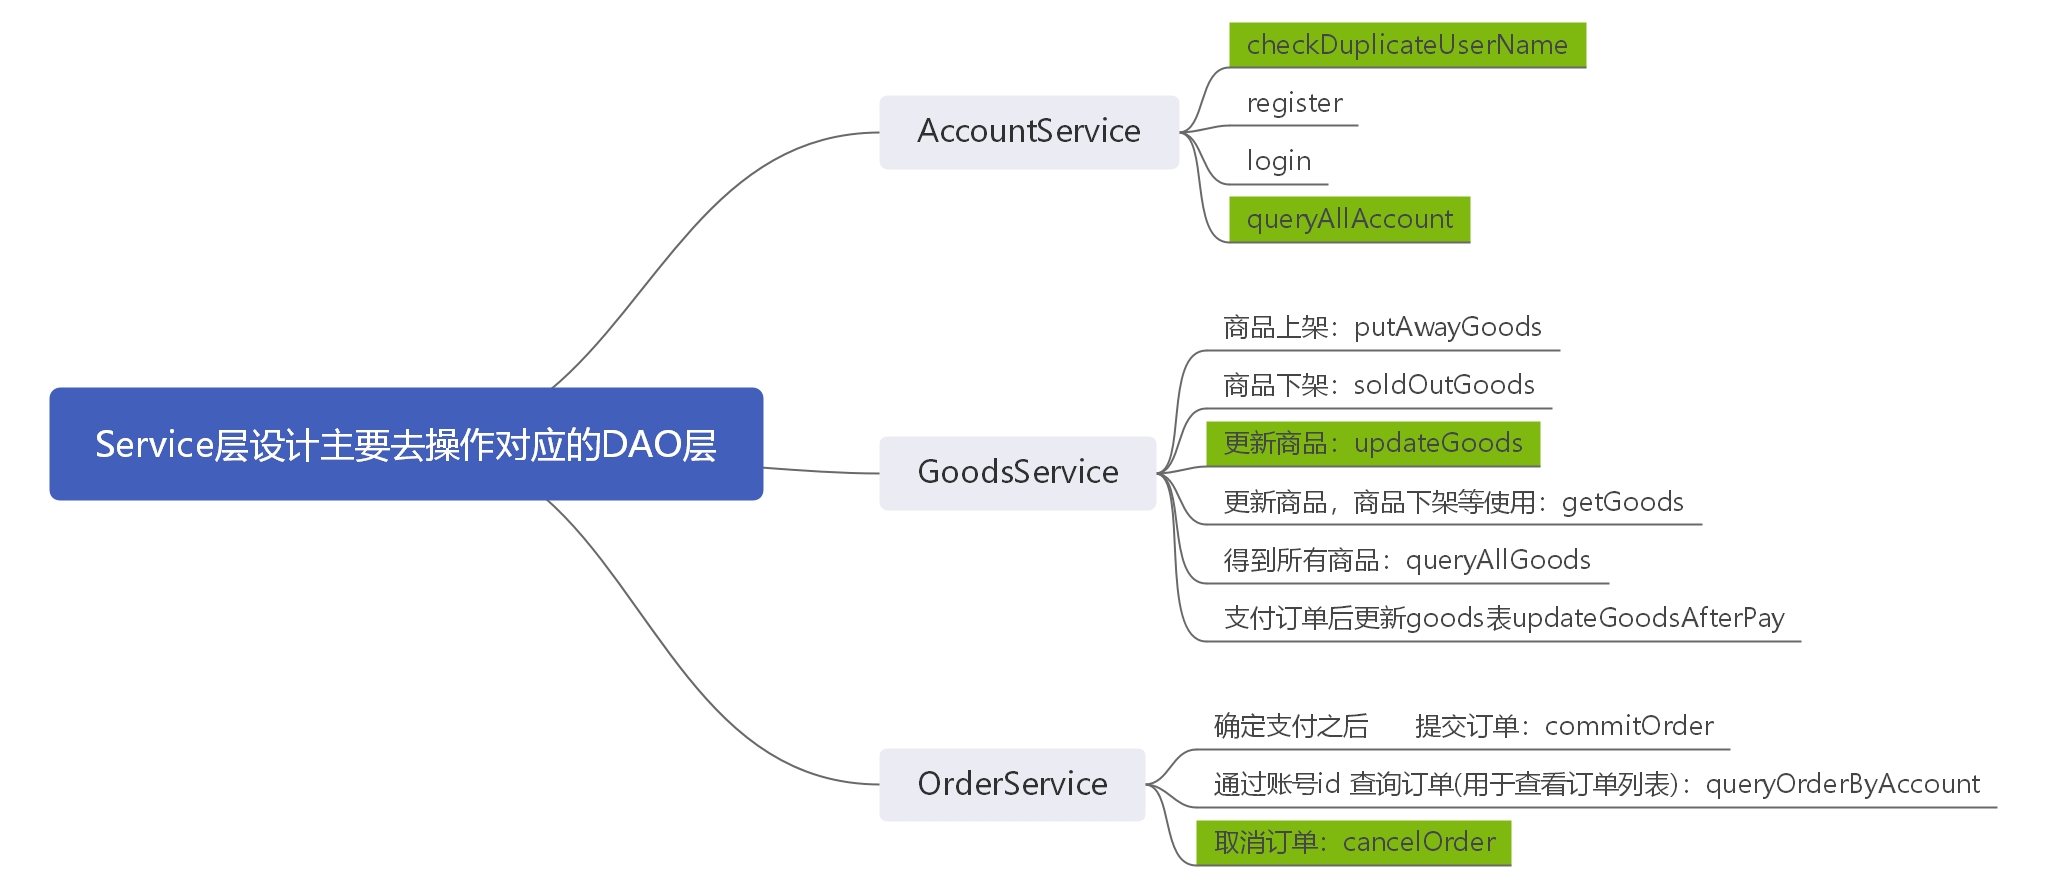 Service层设计主要去操作对应的DAO层
AccountService
checkDuplicateUserName
register
login
queryAllAccount
GoodsService
商品上架：putAwayGoods
商品下架：soldOutGoods
更新商品：updateGoods
更新商品，商品下架等使用：getGoods
得到所有商品：queryAllGoods
支付订单后更新goods表updateGoodsAfterPay
OrderService
确定支付之后 提交订单：commitOrder
通过账号id 查询订单(用于查看订单列表)：queryOrderByAccount
取消订单：cancelOrder